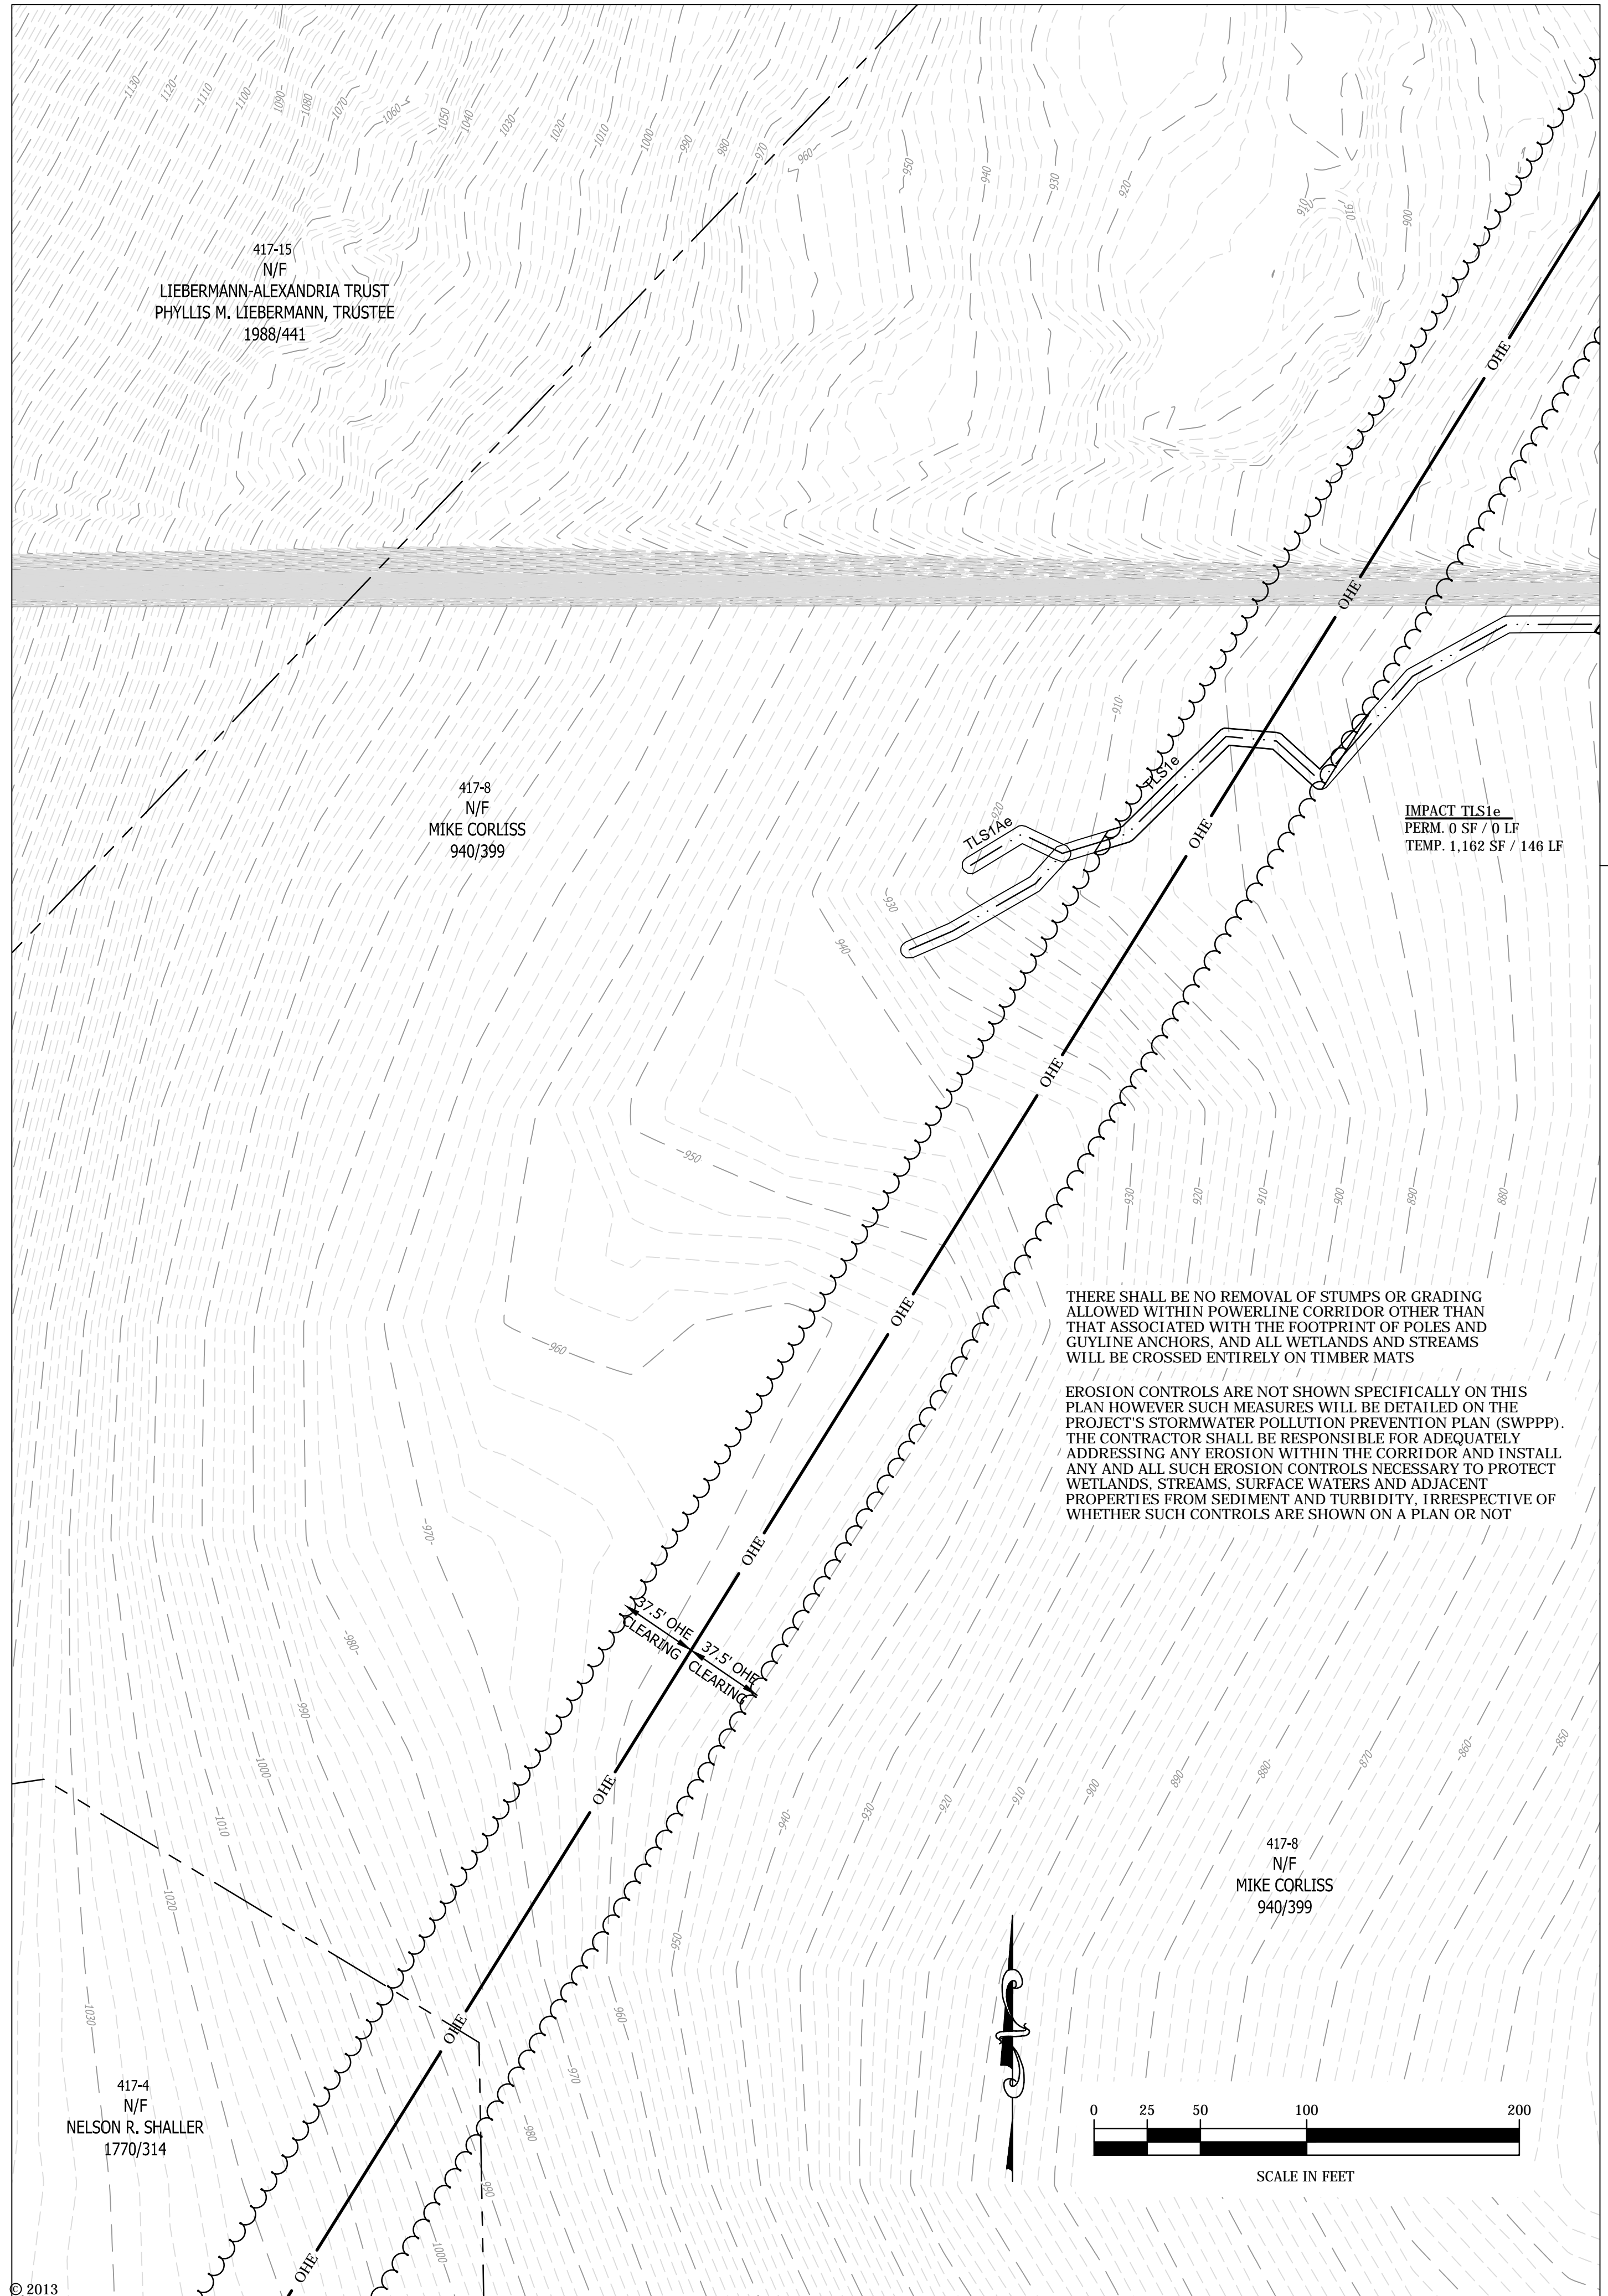 -1130-
1120-
-1110
-1100-
1090-
-1080
-1070-
-1060-
-1050
-1040
1030-
1020-
-1010
1000-
-990
980-
-970
960-
-950
940-
-930
920-
910-
910
900-
417-15
N/F
LIEBERMANN-ALEXANDRIA TRUST
PHYLLIS M. LIEBERMANN, TRUSTEE
1988/441
OHE
OHE
-910
417-8
N/F
MIKE CORLISS
940/399
TLS1e
920
TLS1Ae
OHE
IMPACT TLS1e
PERM. 0 SF / 0 LF
TEMP. 1,162 SF / 146 LF
-930
940-
OHE
-950
930-
920-
910-
900-
890-
880-
THERE SHALL BE NO REMOVAL OF STUMPS OR GRADING
ALLOWED WITHIN POWERLINE CORRIDOR OTHER THAN
THAT ASSOCIATED WITH THE FOOTPRINT OF POLES AND
GUYLINE ANCHORS, AND ALL WETLANDS AND STREAMS
WILL BE CROSSED ENTIRELY ON TIMBER MATS
OHE
-960
EROSION CONTROLS ARE NOT SHOWN SPECIFICALLY ON THIS
PLAN HOWEVER SUCH MEASURES WILL BE DETAILED ON THE
PROJECT'S STORMWATER POLLUTION PREVENTION PLAN (SWPPP).
THE CONTRACTOR SHALL BE RESPONSIBLE FOR ADEQUATELY
ADDRESSING ANY EROSION WITHIN THE CORRIDOR AND INSTALL
ANY AND ALL SUCH EROSION CONTROLS NECESSARY TO PROTECT
WETLANDS, STREAMS, SURFACE WATERS AND ADJACENT
PROPERTIES FROM SEDIMENT AND TURBIDITY, IRRESPECTIVE OF
WHETHER SUCH CONTROLS ARE SHOWN ON A PLAN OR NOT
-970-
OHE
37.5' OHE
CLEARING
37.5' OHE
CLEARING
-980-
-990
-1000
-1010
-1020
-1030-
OHE
-940-
-930-
-920
-910
-900
890-
-880-
-870
-860-
-850
417-8
N/F
MIKE CORLISS
940/399
-950
960-
-970
-980
-990
-1000
OHE
417-4
N/F
NELSON R. SHALLER
1770/314
0 25 50 100 200
SCALE IN FEET
OHE
© 2013